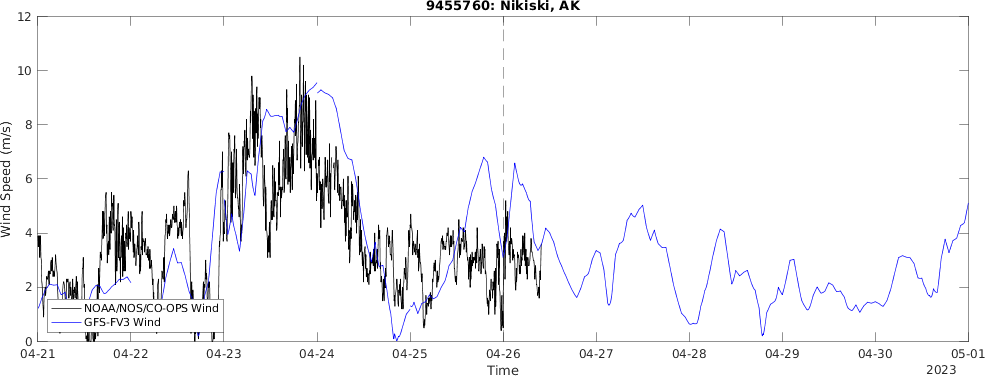 9455760: Nikiski, AK
Wind Speed (m/s)
12
10
8
6
4
2
0
NOAA/NOS/CO-OPS Wind
GFS-FV3 Wind
04-21 04-22 04-23 04-24 04-25 04-26 04-27 04-28 04-29 04-30 05-01
Time
2023